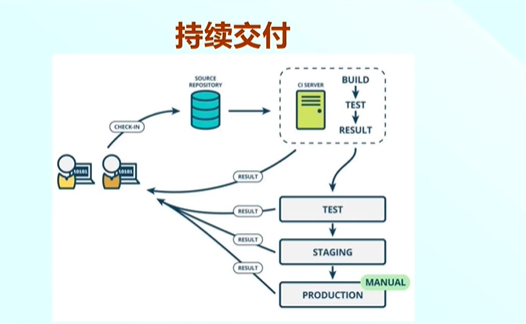 持续交付
SOURCE
REPOSITORY
CI SERVER
BUILD
TEST
RESULT
CHECK-IN
RESULT
RESULT
TEST
RESULT
STAGING
RESULT
MANUAL
PRODUCTION